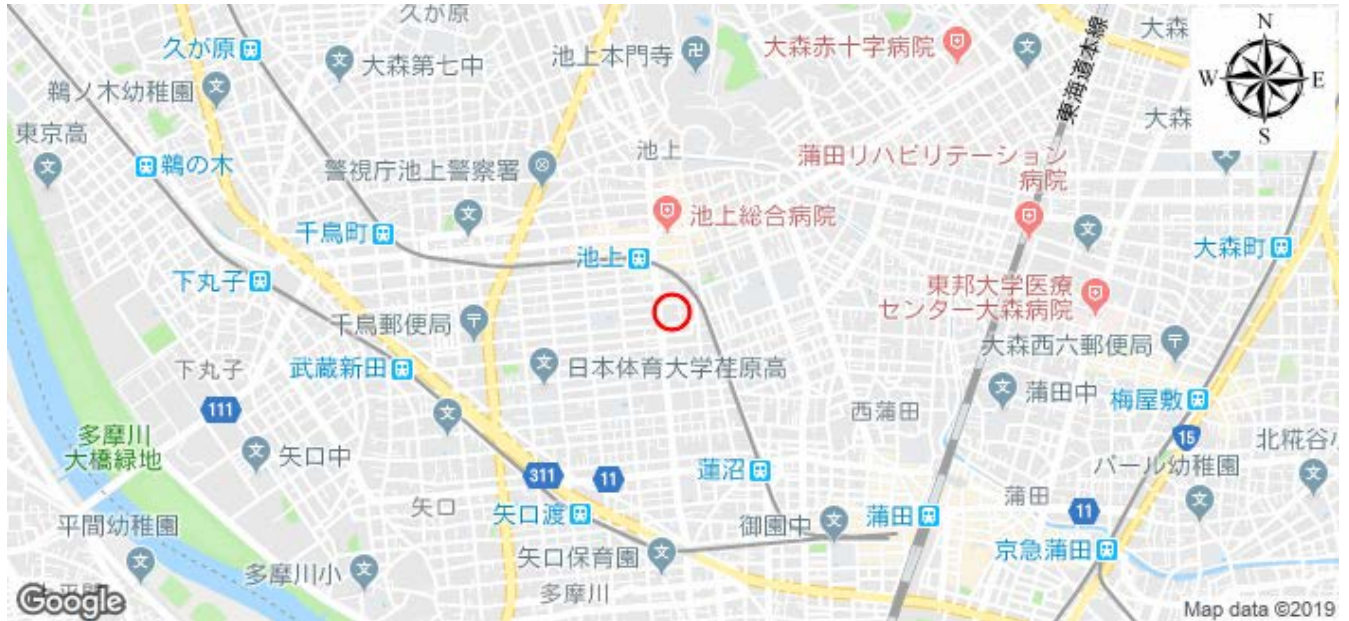 久が原
久が原
大森第七中
池上本門寺
大森赤十字病院
大森
N
W
E
S
鵜ノ木幼稚園
東海道本線
東京高
大森
鵜の木
警視庁池上警察署
池上
蒲田リハビリテーション
病院
池上総合病院
千鳥町
池上
大森町
下丸子
東邦大学医療
センター大森病院
千鳥郵便局
大森西六郵便局
下丸子
武蔵新田
日本体育大学荏原高
蒲田中
梅屋敷
111
西蒲田
15
多摩川
大橋緑地
矢口中
北糀谷小
パール幼稚園
蓮沼
311
11
矢口
矢口渡
蒲田
11
平間幼稚園
御園中
蒲田
矢口保育園
京急蒲田
多摩川小
多摩川
Google
Map data ©2019